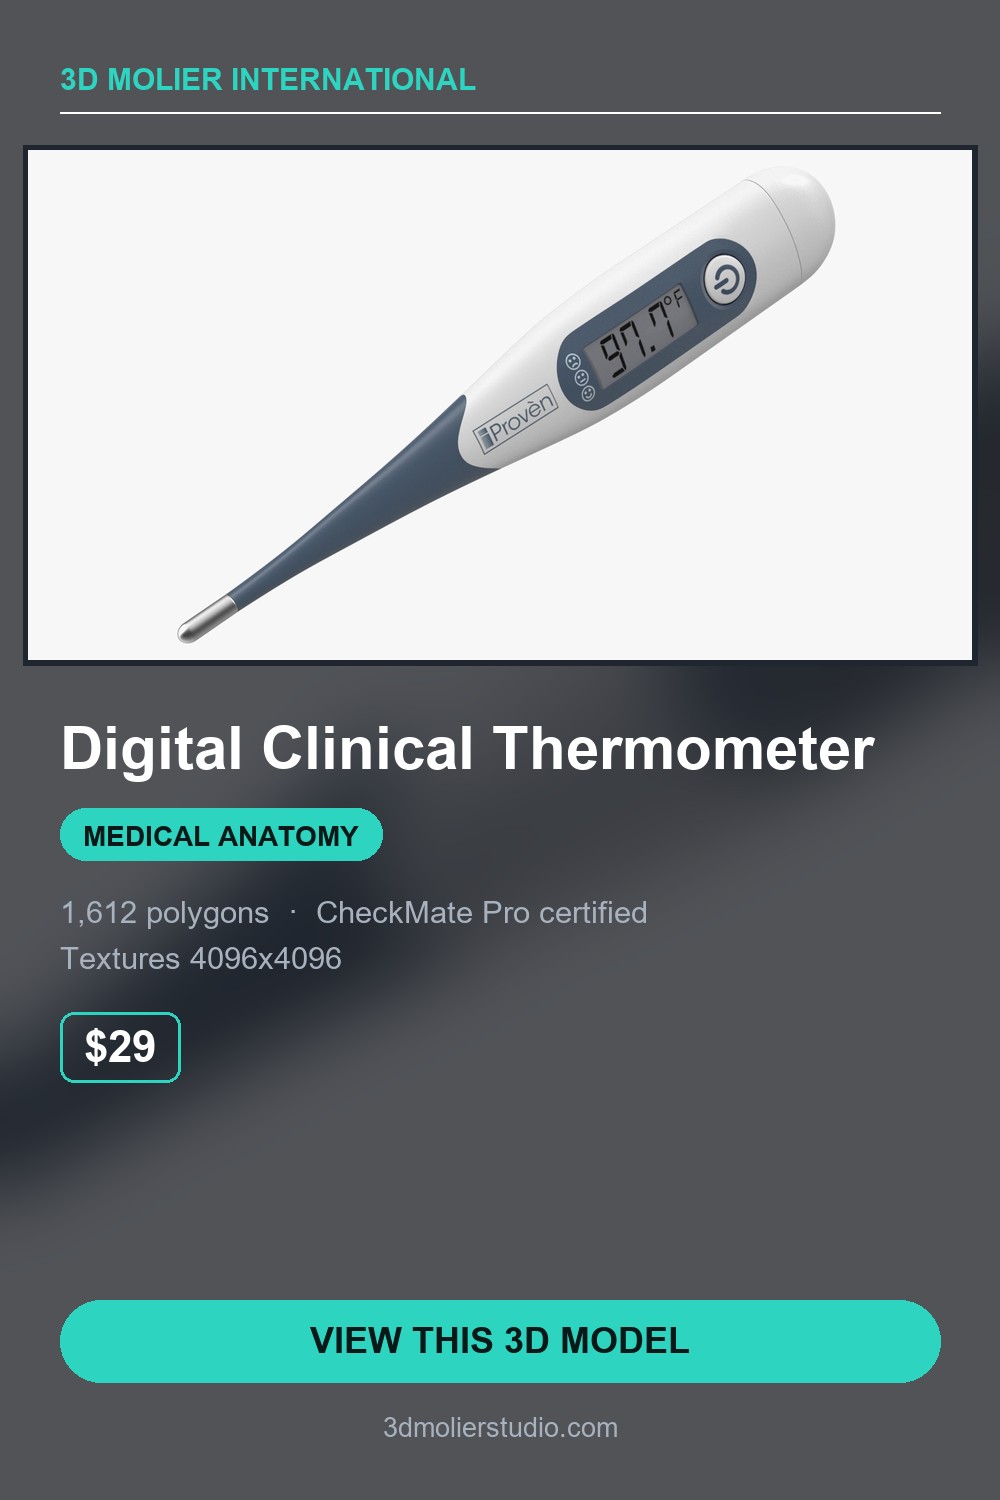 3D MOLIER INTERNATIONAL
97.7°F
iProvèn
Digital Clinical Thermometer
MEDICAL ANATOMY
1,612 polygons · CheckMate Pro certified
Textures 4096x4096
$29
VIEW THIS 3D MODEL
3dmolierstudio.com